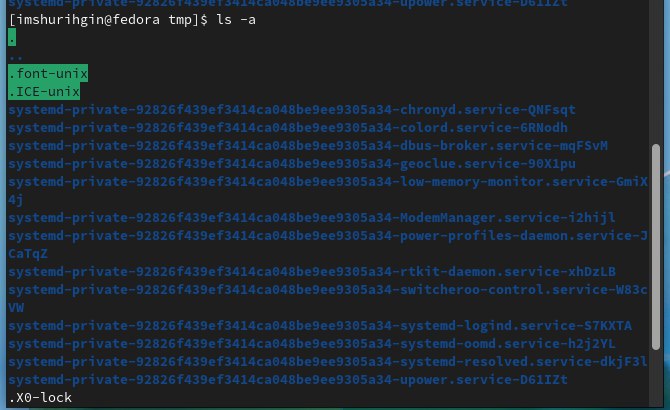 systemd-private-92826f439ef3414ca048be9ee9305a34-upower.service-D61IZt
[imshurihgin@fedora tmp]$ ls -a
.
..
.font-unix
.ICE-unix
systemd-private-92826f439ef3414ca048be9ee9305a34-chronyd.service-QNFsqt
systemd-private-92826f439ef3414ca048be9ee9305a34-colord.service-6RNodh
systemd-private-92826f439ef3414ca048be9ee9305a34-dbus-broker.service-mqFSvM
systemd-private-92826f439ef3414ca048be9ee9305a34-geoclue.service-90X1pu
systemd-private-92826f439ef3414ca048be9ee9305a34-low-memory-monitor.service-GmiX
4j
systemd-private-92826f439ef3414ca048be9ee9305a34-ModemManager.service-i2hijl
systemd-private-92826f439ef3414ca048be9ee9305a34-power-profiles-daemon.service-J
CaTqZ
systemd-private-92826f439ef3414ca048be9ee9305a34-rtkit-daemon.service-xhDzLB
systemd-private-92826f439ef3414ca048be9ee9305a34-switcheroo-control.service-W83c
VW
systemd-private-92826f439ef3414ca048be9ee9305a34-systemd-logind.service-S7KXTA
systemd-private-92826f439ef3414ca048be9ee9305a34-systemd-oomd.service-h2j2YL
systemd-private-92826f439ef3414ca048be9ee9305a34-systemd-resolved.service-dkjF3l
systemd-private-92826f439ef3414ca048be9ee9305a34-upower.service-D61IZt
.X0-lock